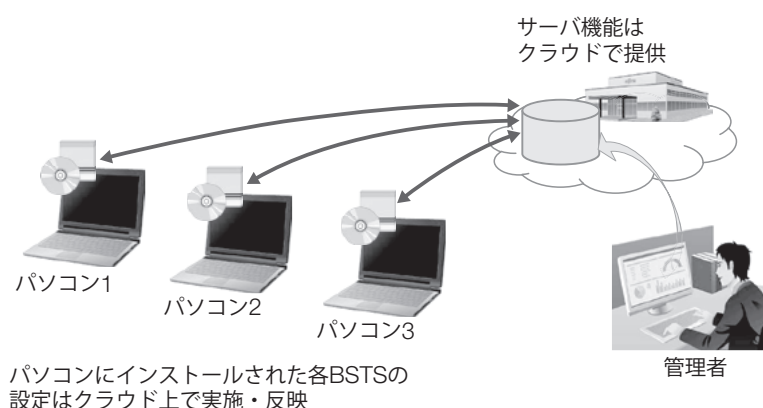 サーバ機能は
クラウドで提供
パソコン1
パソコン2
パソコン3
管理者
パソコンにインストールされた各BSTSの
設定はクラウド上で実施・反映